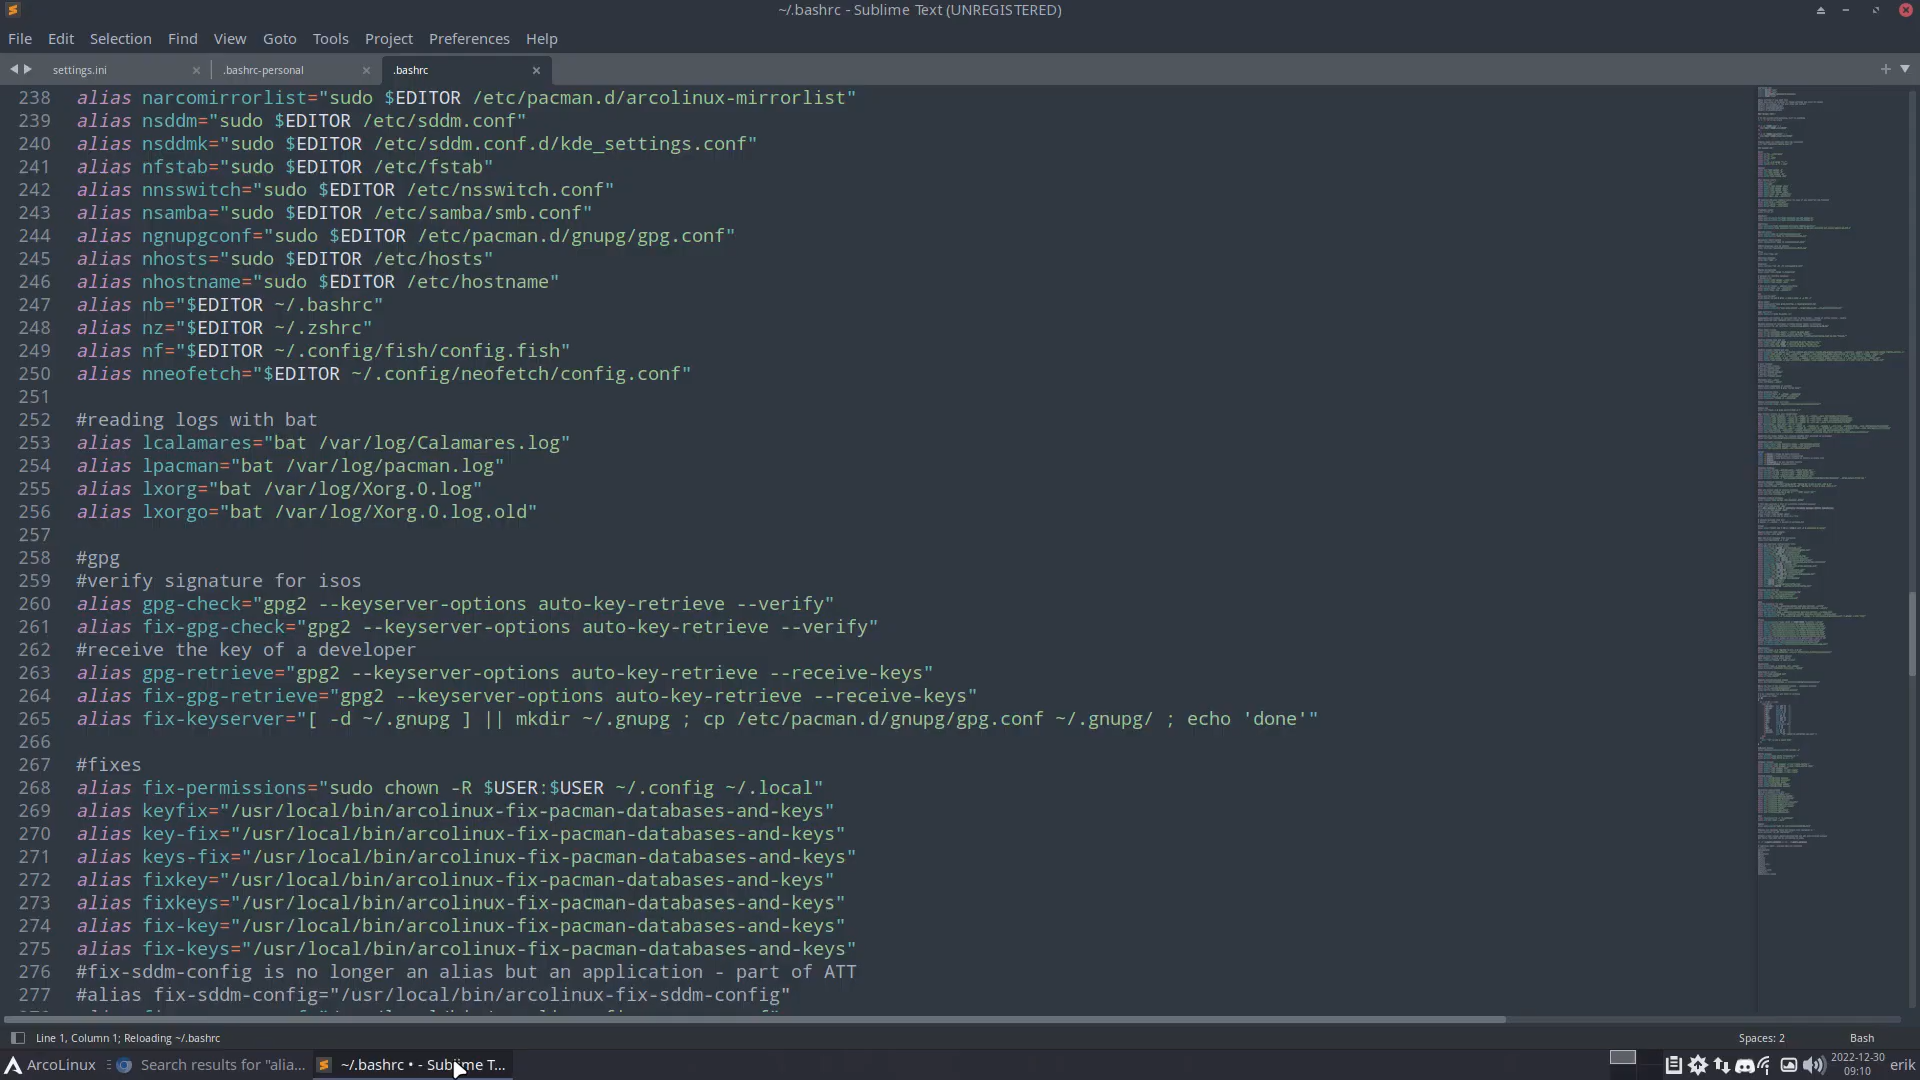 ~/.bashrc - Sublime Text (UNREGISTERED)
File Edit Selection Find View Goto Tools Project Preferences Help
settings.ini .bashrc-personal .bashrc
238 alias narcomirrorlist="sudo $EDITOR /etc/pacman.d/arcolinux-mirrorlist"
239 alias nsddm="sudo $EDITOR /etc/sddm.conf"
240 alias nsddmk="sudo $EDITOR /etc/sddm.conf.d/kde_settings.conf"
241 alias nfstab="sudo $EDITOR /etc/fstab"
242 alias nnsswitch="sudo $EDITOR /etc/nsswitch.conf"
243 alias nsamba="sudo $EDITOR /etc/samba/smb.conf"
244 alias ngnupgconf="sudo $EDITOR /etc/pacman.d/gnupg/gpg.conf"
245 alias nhosts="sudo $EDITOR /etc/hosts"
246 alias nhostname="sudo $EDITOR /etc/hostname"
247 alias nb="$EDITOR ~/.bashrc"
248 alias nz="$EDITOR ~/.zshrc"
249 alias nf="$EDITOR ~/.config/fish/config.fish"
250 alias nneofetch="$EDITOR ~/.config/neofetch/config.conf"
251
252 #reading logs with bat
253 alias lcalamares="bat /var/log/Calamares.log"
254 alias lpacman="bat /var/log/pacman.log"
255 alias lxorg="bat /var/log/Xorg.0.log"
256 alias lxorgo="bat /var/log/Xorg.0.log.old"
257
258 #gpg
259 #verify signature for isos
260 alias gpg-check="gpg2 --keyserver-options auto-key-retrieve --verify"
261 alias fix-gpg-check="gpg2 --keyserver-options auto-key-retrieve --verify"
262 #receive the key of a developer
263 alias gpg-retrieve="gpg2 --keyserver-options auto-key-retrieve --receive-keys"
264 alias fix-gpg-retrieve="gpg2 --keyserver-options auto-key-retrieve --receive-keys"
265 alias fix-keyserver="[ -d ~/.gnupg ] || mkdir ~/.gnupg ; cp /etc/pacman.d/gnupg/gpg.conf ~/.gnupg/ ; echo 'done'"
266
267 #fixes
268 alias fix-permissions="sudo chown -R $USER:$USER ~/.config ~/.local"
269 alias keyfix="/usr/local/bin/arcolinux-fix-pacman-databases-and-keys"
270 alias key-fix="/usr/local/bin/arcolinux-fix-pacman-databases-and-keys"
271 alias keys-fix="/usr/local/bin/arcolinux-fix-pacman-databases-and-keys"
272 alias fixkey="/usr/local/bin/arcolinux-fix-pacman-databases-and-keys"
273 alias fixkeys="/usr/local/bin/arcolinux-fix-pacman-databases-and-keys"
274 alias fix-key="/usr/local/bin/arcolinux-fix-pacman-databases-and-keys"
275 alias fix-keys="/usr/local/bin/arcolinux-fix-pacman-databases-and-keys"
276 #fix-sddm-config is no longer an alias but an application - part of ATT
277 #alias fix-sddm-config="/usr/local/bin/arcolinux-fix-sddm-config"
Line 1, Column 1; Reloading ~/.bashrc Spaces: 2 Bash
ArcoLinux Search results for "alia... ~/.bashrc • - Sublime T... 2022-12-30 erik
09:10